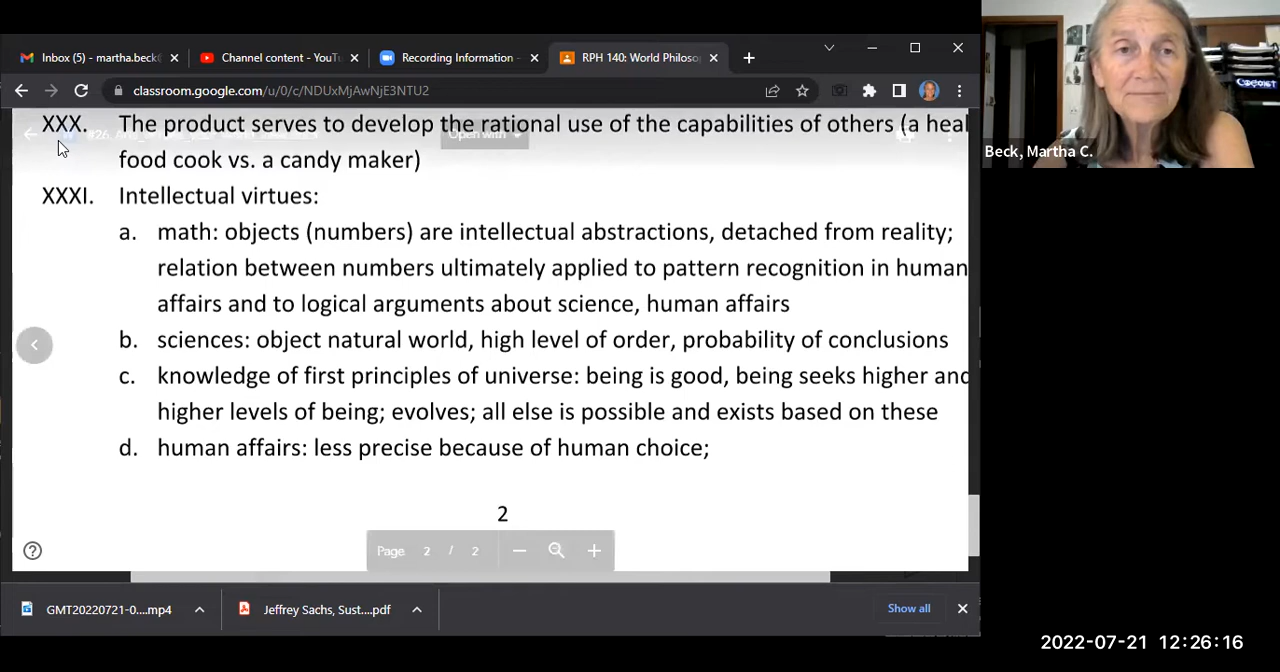 Inbox (5) - martha.beck
Channel content - YouTu
Recording Information -
RPH 140: World Philoso
classroom.google.com/u/0/c/NDUxMjAwNjE3NTU2
Open with
XXX. The product serves to develop the rational use of the capabilities of others (a heal
food cook vs. a candy maker)
Beck, Martha C.
XXXI. Intellectual virtues:
a. math: objects (numbers) are intellectual abstractions, detached from reality;
relation between numbers ultimately applied to pattern recognition in human
affairs and to logical arguments about science, human affairs
b. sciences: object natural world, high level of order, probability of conclusions
c. knowledge of first principles of universe: being is good, being seeks higher and
higher levels of being; evolves; all else is possible and exists based on these
d. human affairs: less precise because of human choice;
2
Page 2 / 2
GMT20220721-0....mp4
Jeffrey Sachs, Sust....pdf
Show all
2022-07-21 12:26:16